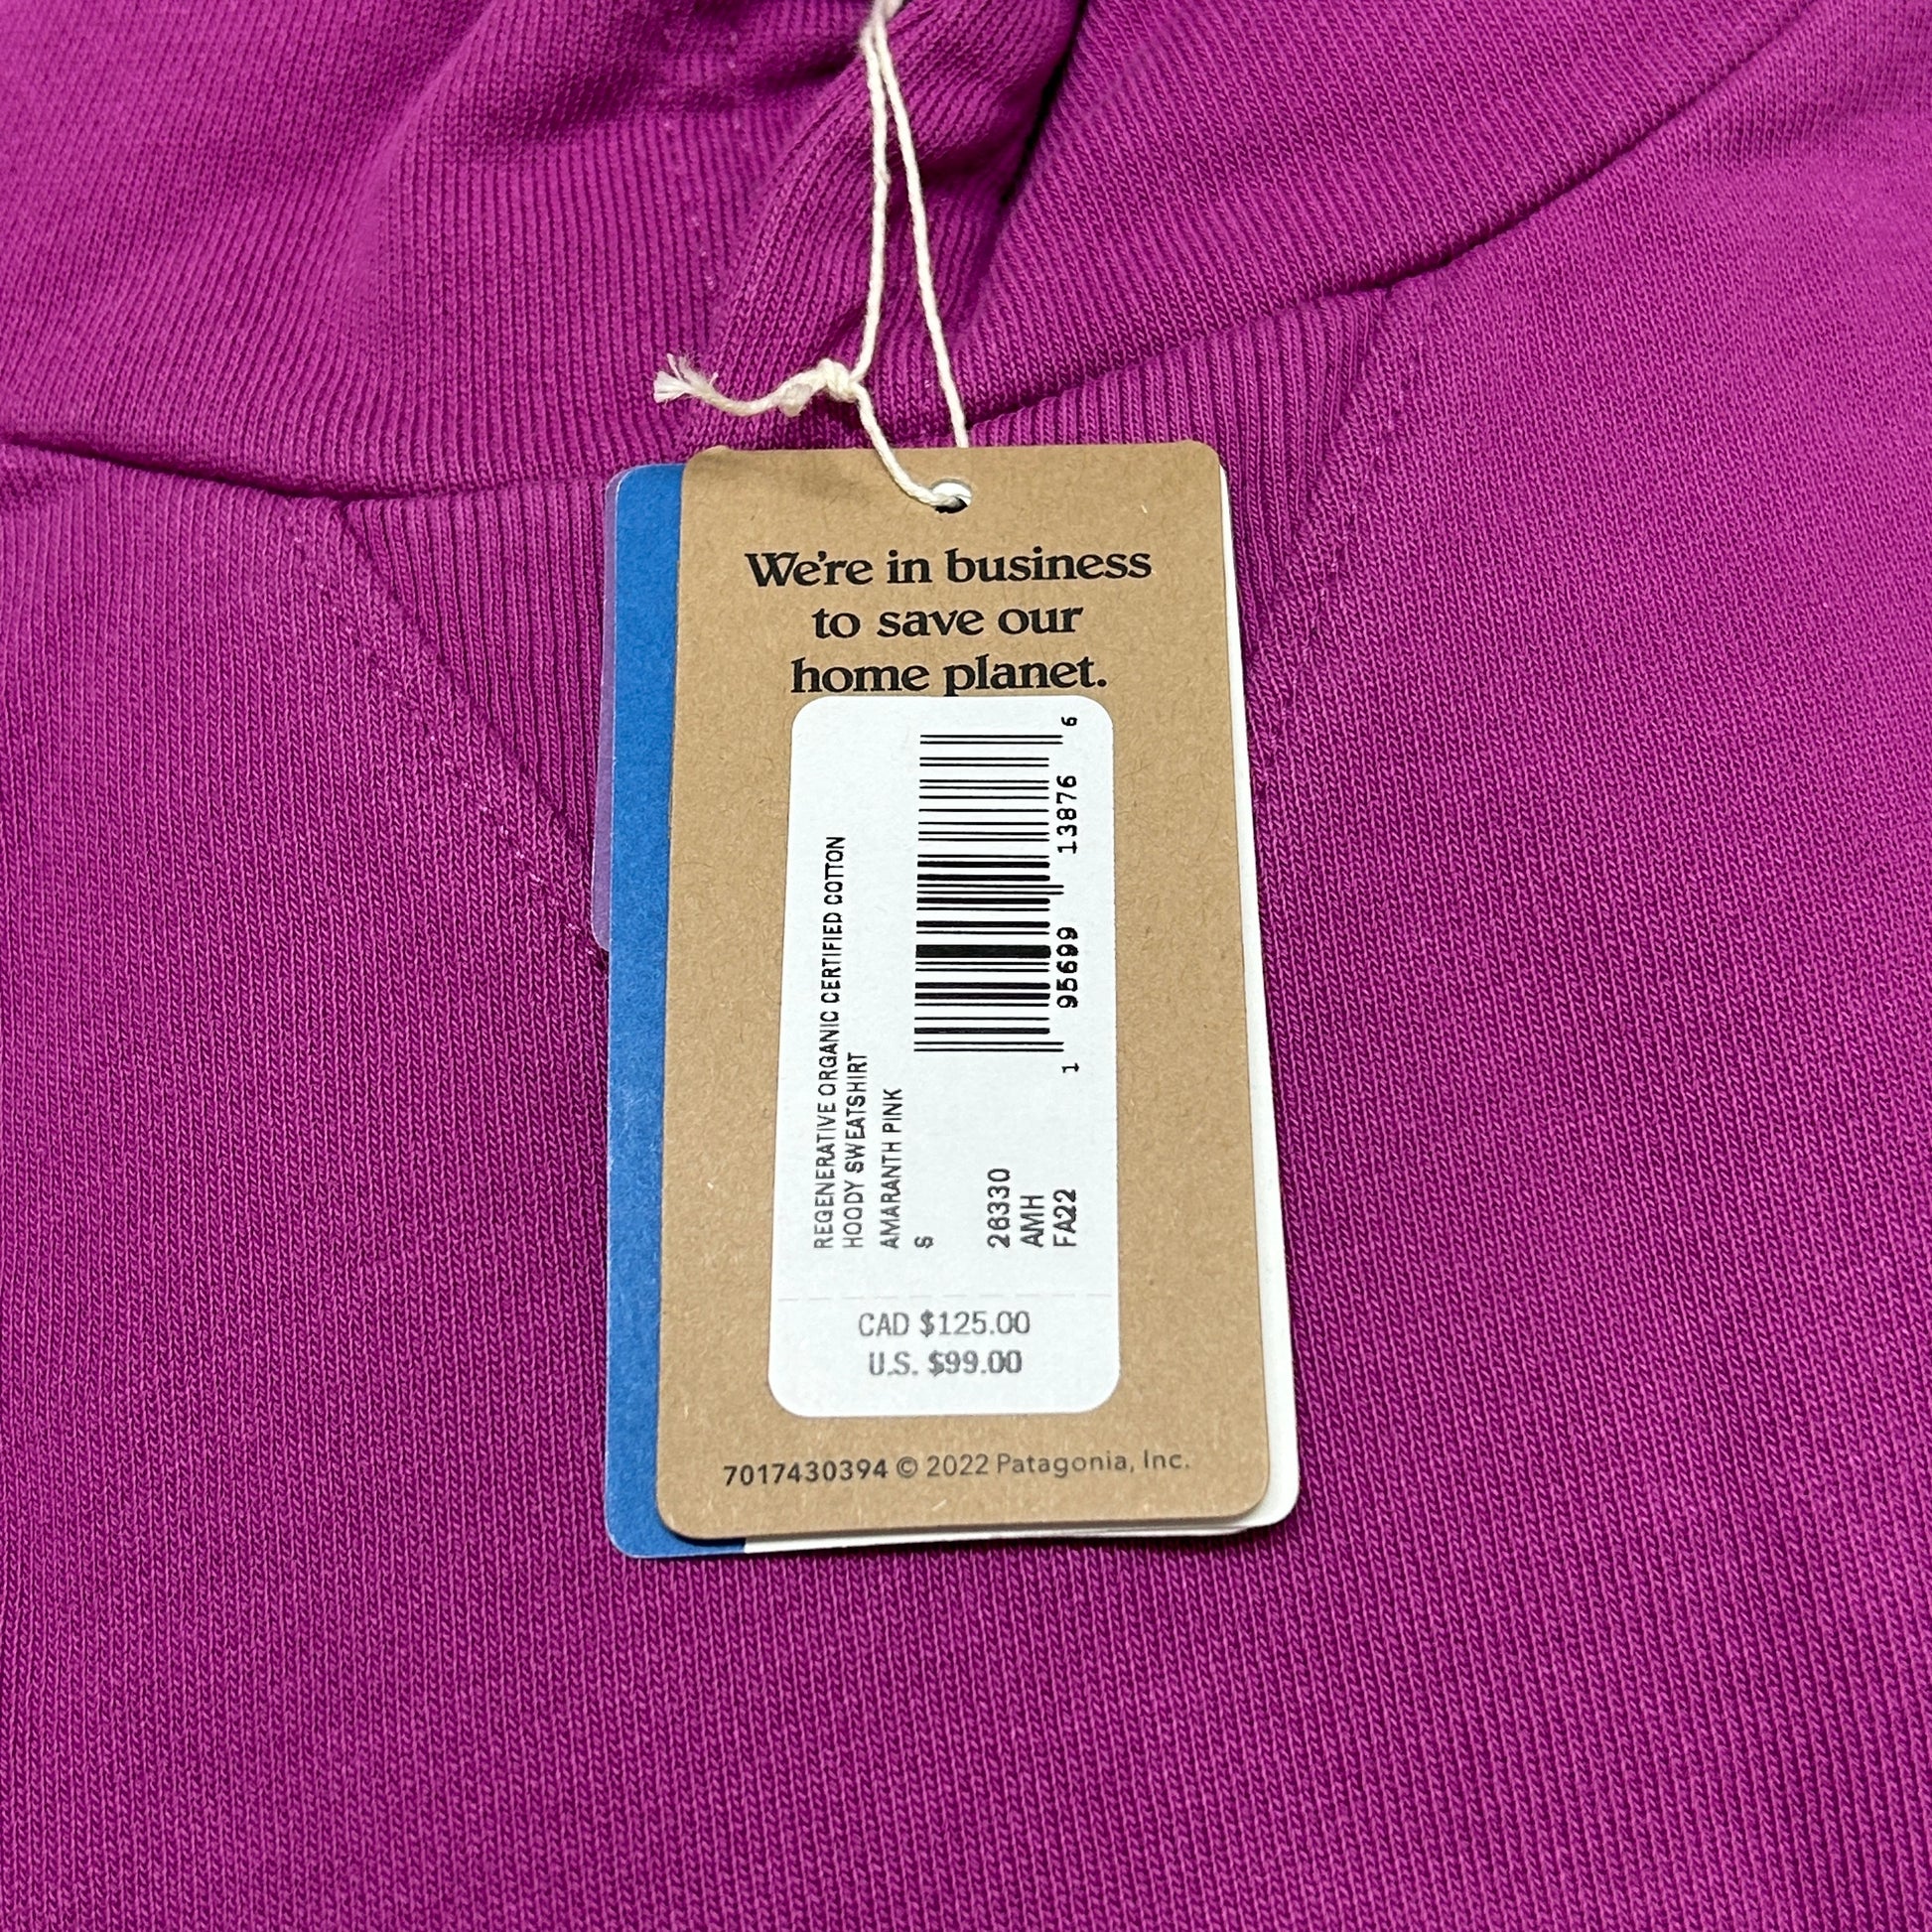 We're in business
to save our
home planet.
REGENERATIVE ORGANIC CERTIFIED COTTON
HOODY SWEATSHIRT
AMARANTH PINK
S
26330
AMH
FA22
1 95699 13876 6
CAD $125.00
U.S. $99.00
7017430394 © 2022 Patagonia, Inc.